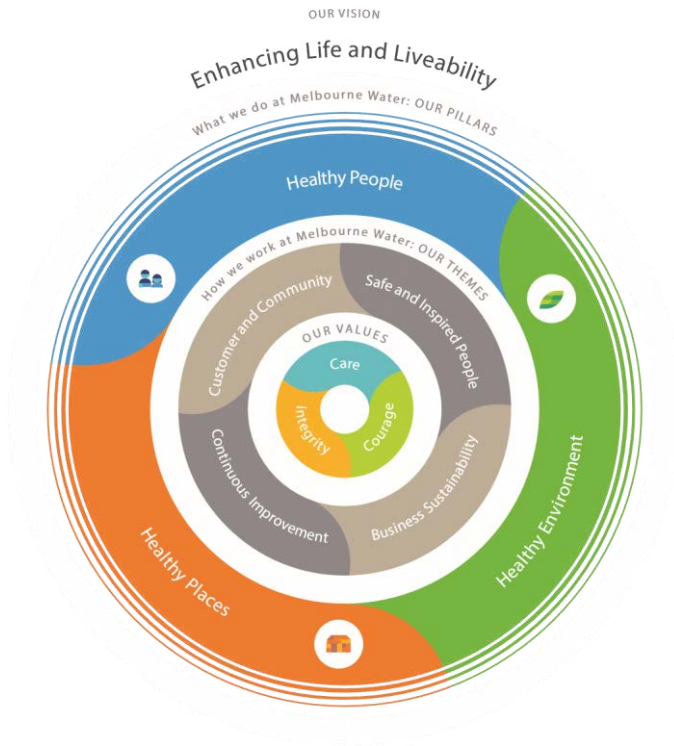 OUR VISION
Enhancing Life and Liveability
What we do at Melbourne Water: OUR PILLARS
Healthy People
How we work at Melbourne Water: OUR THEMES
Customer and Community
Safe and Inspired People
OUR VALUES
Care
Integrity
Courage
Continuous Improvement
Business Sustainability
Healthy Environment
Healthy Places